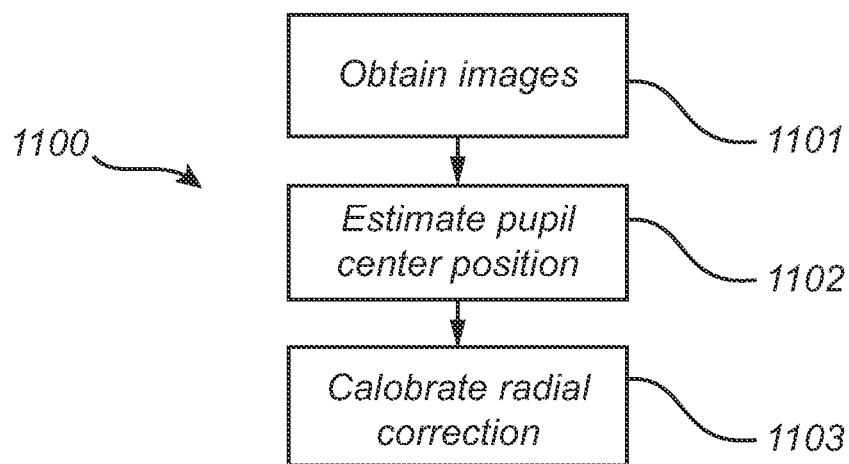 Obtain images
1101
1100
Estimate pupil
center position
1102
Calobrate radial
correction
1103